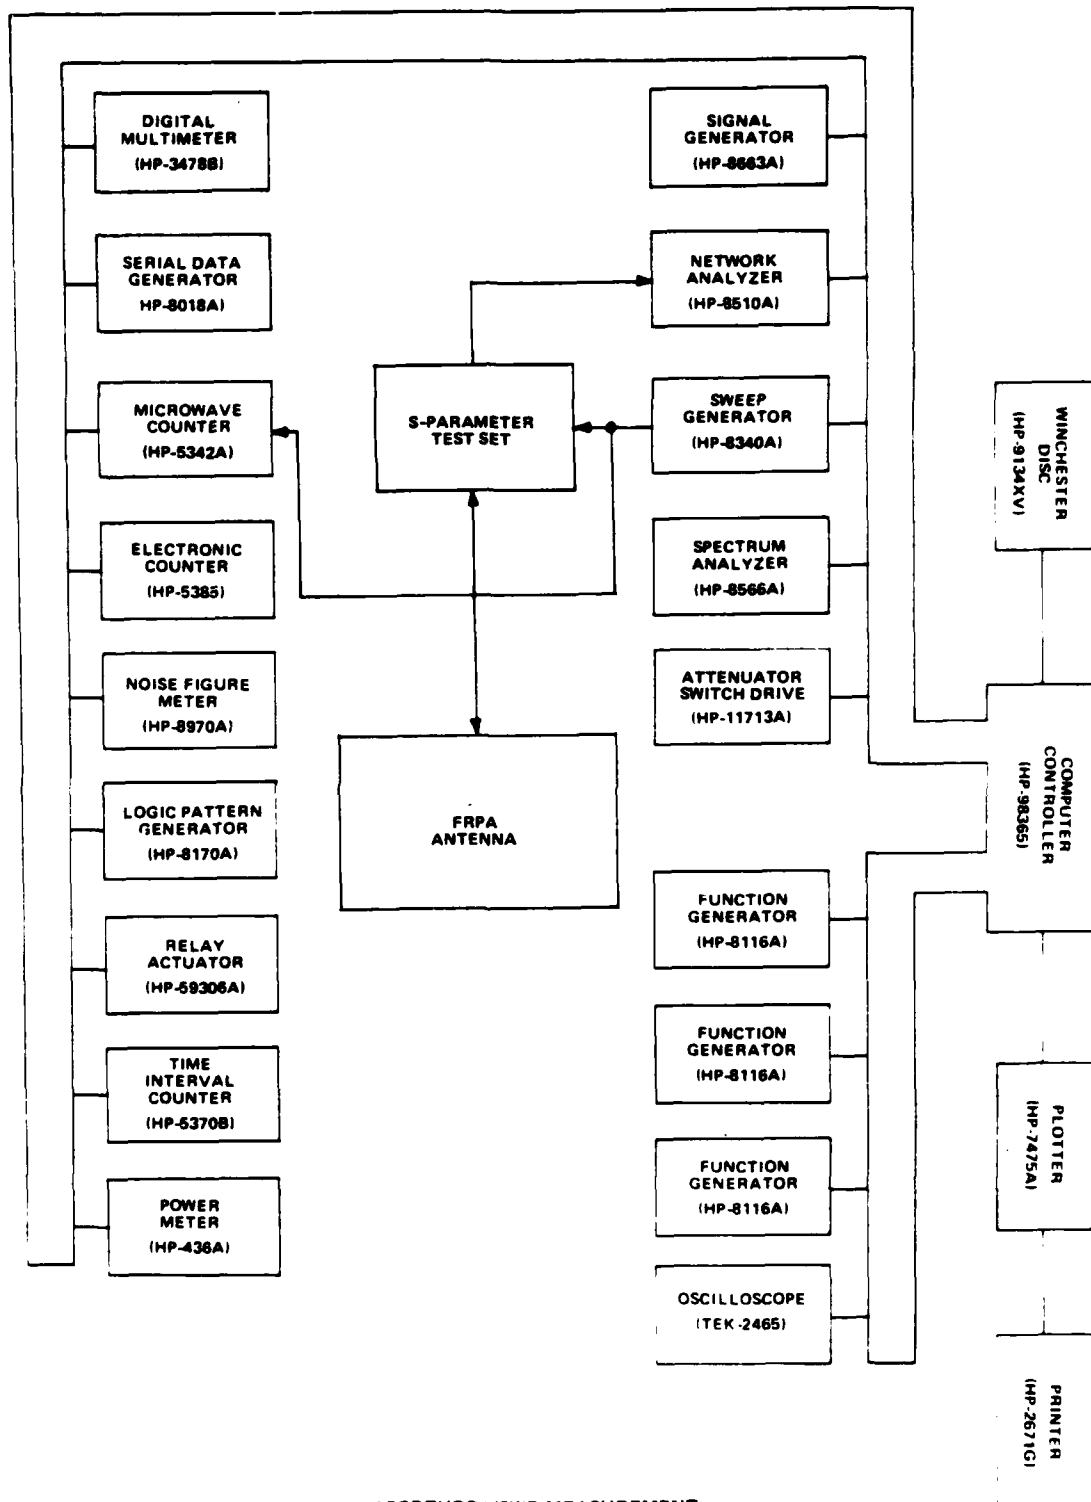 DIGITAL
MULTIMETER
(HP-3478B)
SERIAL DATA
GENERATOR
HP-8018A)
MICROWAVE
COUNTER
(HP-5342A)
ELECTRONIC
COUNTER
(HP-5385)
NOISE FIGURE
METER
(HP-8970A)
LOGIC PATTERN
GENERATOR
(HP-8170A)
RELAY
ACTUATOR
(HP-59306A)
TIME
INTERVAL
COUNTER
(HP-5370B)
POWER
METER
(HP-436A)
S-PARAMETER
TEST SET
FRPA
ANTENNA
SIGNAL
GENERATOR
(HP-8663A)
NETWORK
ANALYZER
(HP-8510A)
SWEEP
GENERATOR
(HP-8340A)
SPECTRUM
ANALYZER
(HP-8566A)
ATTENUATOR
SWITCH DRIVE
(HP-11713A)
FUNCTION
GENERATOR
(HP-8116A)
FUNCTION
GENERATOR
(HP-8116A)
FUNCTION
GENERATOR
(HP-8116A)
OSCILLOSCOPE
(TEK-2465)
WINCHESTER
DISC
(HP-9134XV)
COMPUTER
CONTROLLER
(HP-98365)
PLOTTER
(HP-7475A)
PRINTER
(HP-2671G)